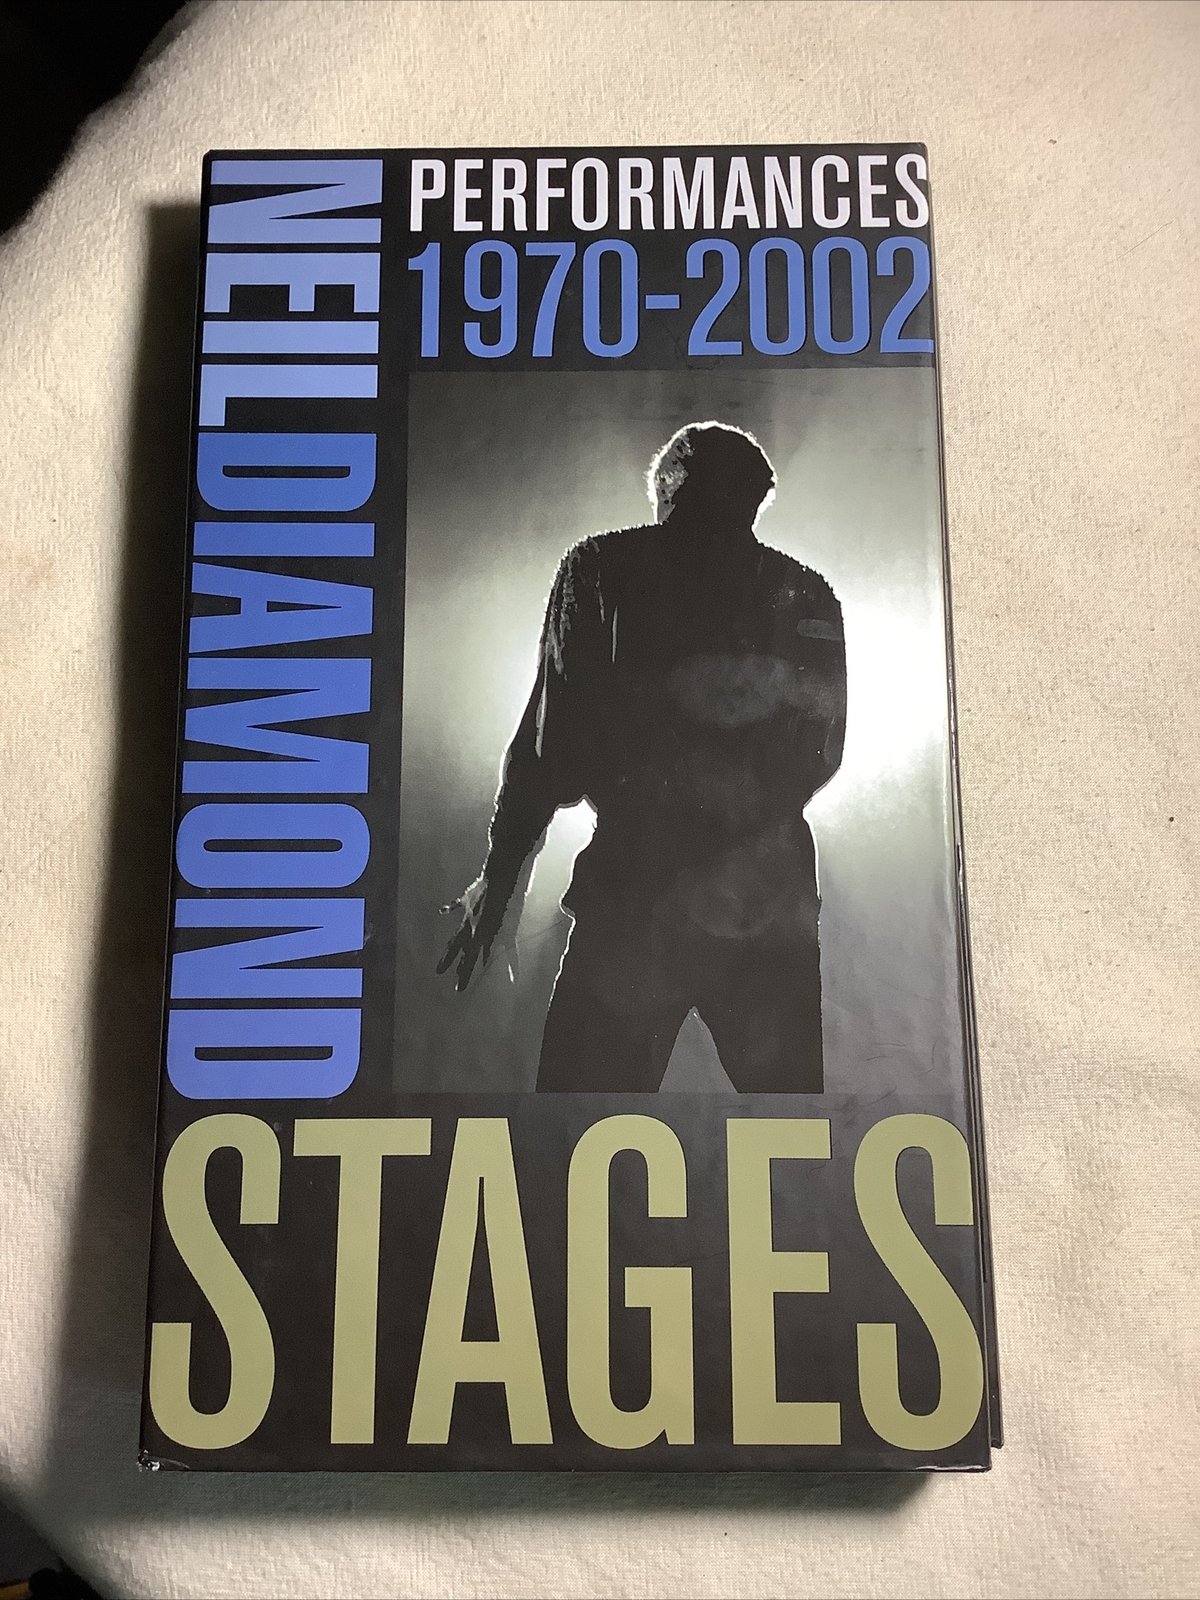 NEIL DIAMOND
PERFORMANCES
1970-2002
STAGES